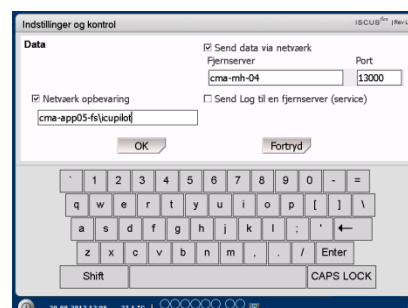 Indstillinger og kontrol
ISCUS flex
Data
Send data via netværk
Fjernserver
Port
cma-mh-04
13000
Netværk opbevaring
Send Log til en fjernserver (service)
cma-app05-fs\icupilot
OK
Fortryd
` 1 2 3 4 5 6 7 8 9 0 - =
q w e r t y u i o p [ ] \
a s d f g h j k l ; '
z x c v b n m , . / Enter
Shift
CAPS LOCK